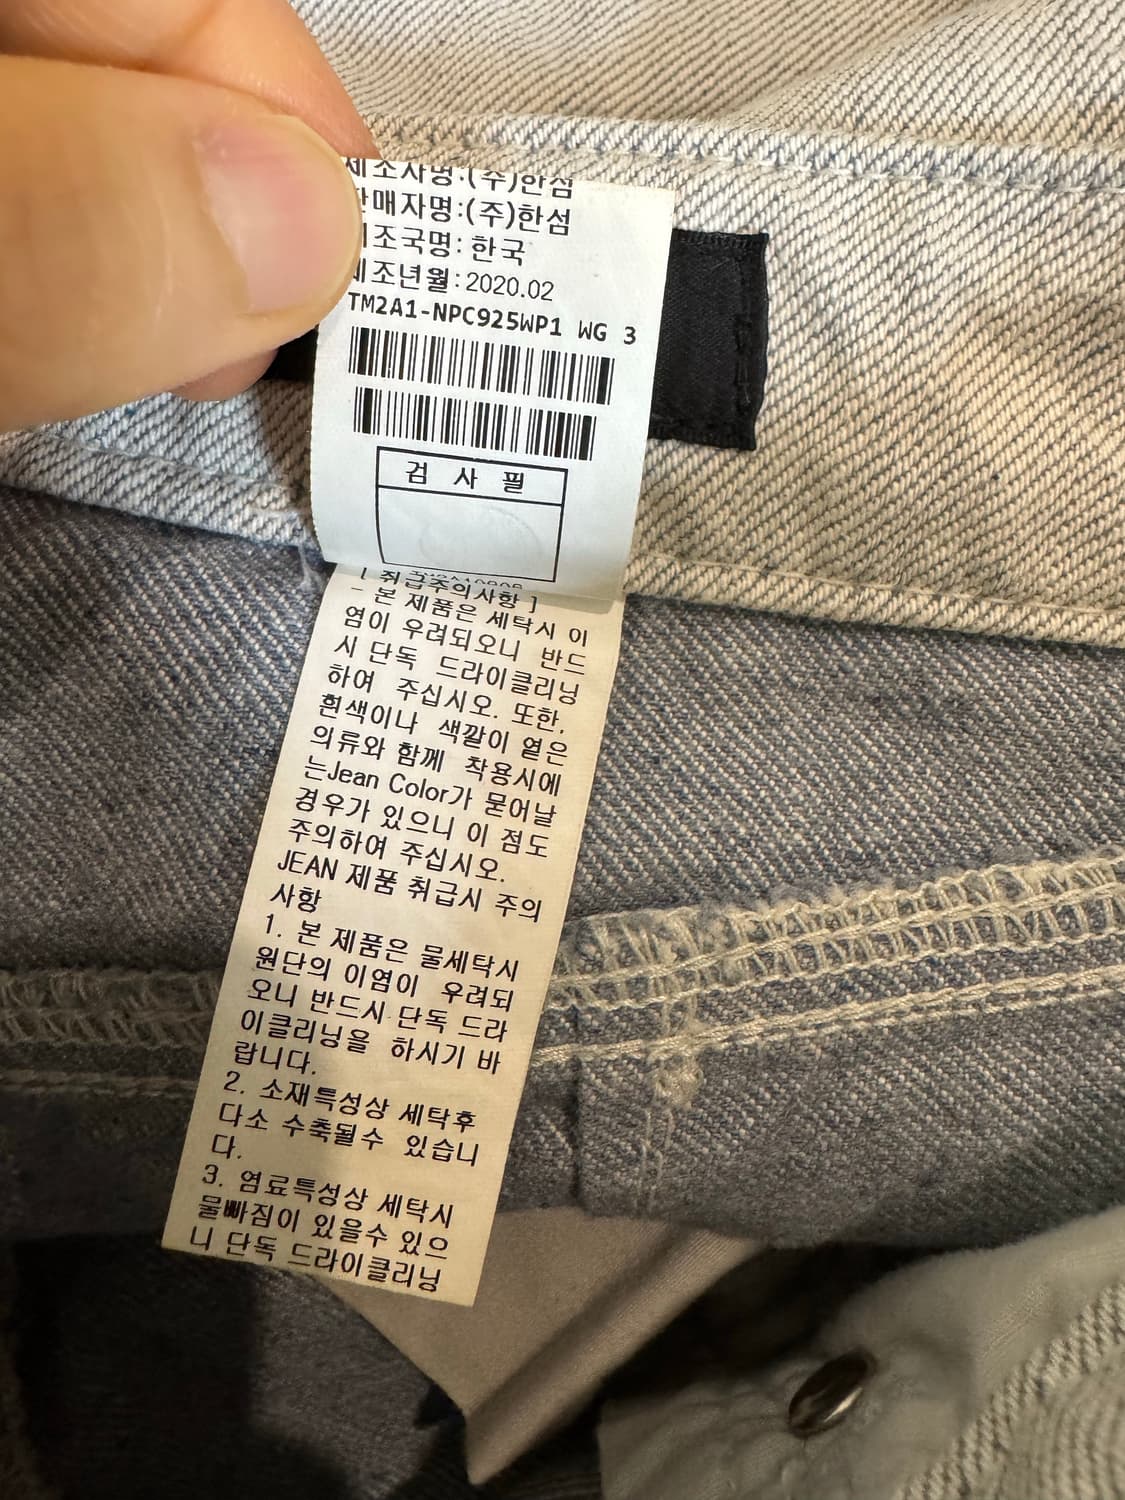 제조사명:(주)한섬
판매자명:(주)한섬
제조국명: 한국
제조년월:2020.02
TM2A1-NPC925WP1 WG 3
검 사 필
[ 취급주의사항 ]
- 본 제품은 세탁시 이
염이 우려되오니 반드
시 단독 드라이클리닝
하여 주십시오. 또한,
흰색이나 색깔이 옅은
의류와 함께 착용시에
는Jean Color가 묻어날
경우가 있으니 이 점도
주의하여 주십시오.
JEAN 제품 취급시 주의
사항
1. 본 제품은 물세탁시
원단의 이염이 우려되
오니 반드시 단독 드라
이클리닝을 하시기 바
랍니다.
2. 소재특성상 세탁후
다소 수축될수 있습니
다.
3. 염료특성상 세탁시
물빠짐이 있을수 있으
니 단독 드라이클리닝